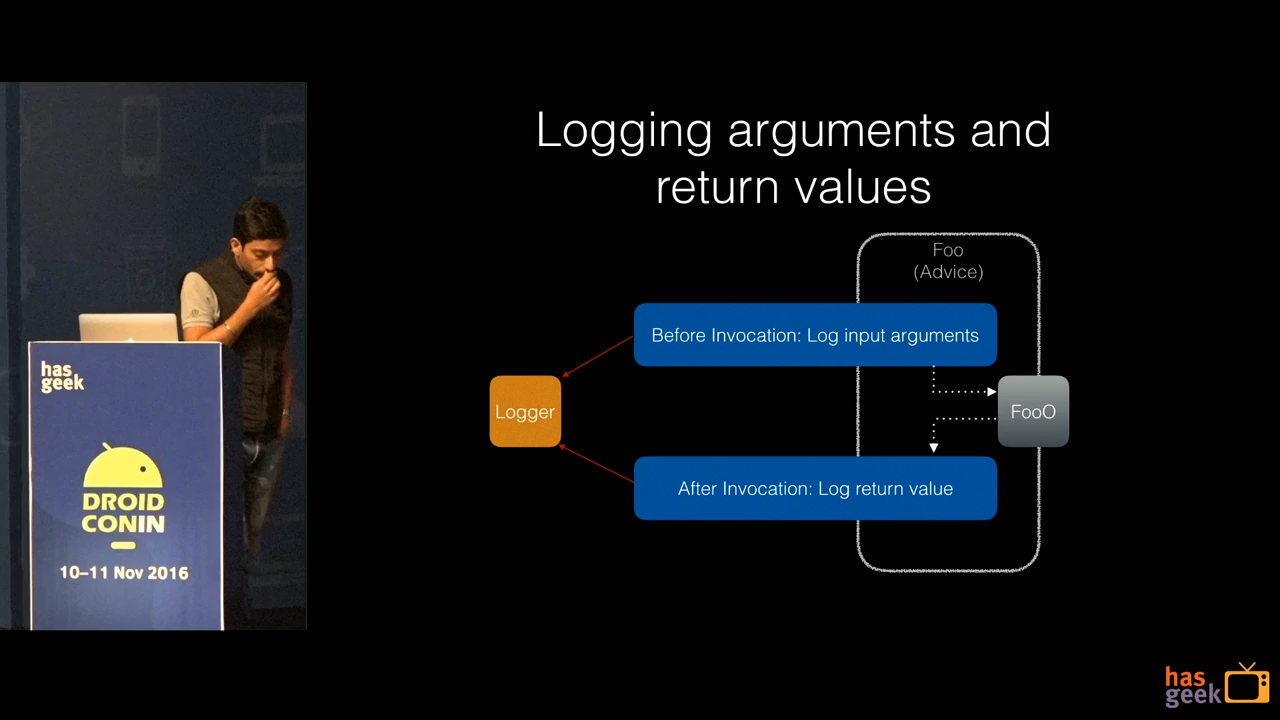 Logging arguments and
return values
Foo
(Advice)
Before Invocation: Log input arguments
Logger
FooO
After Invocation: Log return value
has
geek
DROID
CONIN
10–11 Nov 2016
has
geek